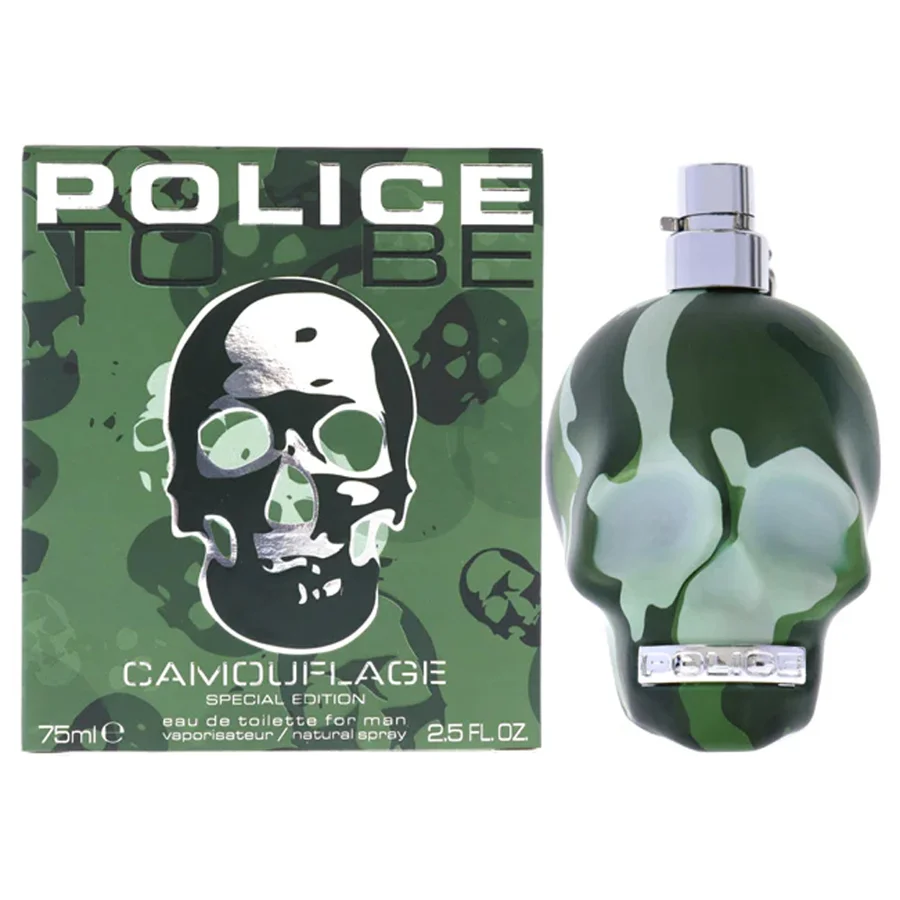 POLICE
TO BE
CAMOUFLAGE
SPECIAL EDITION
eau de toilette for man
75ml e
vaporisateur / natural spray
2.5 FL. OZ.
POLICE